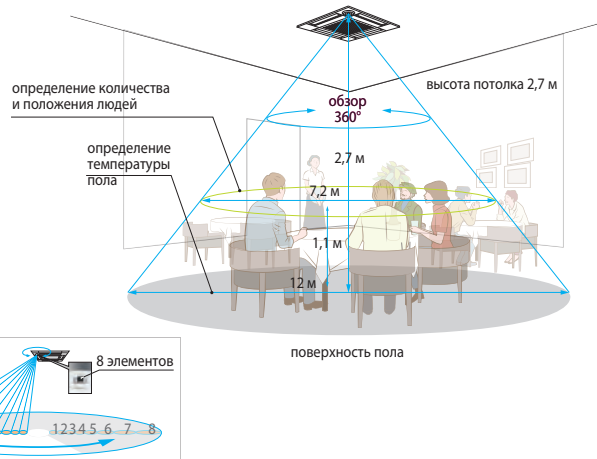 определение количества
и положения людей
высота потолка 2,7 м
обзор
360°
определение
температуры
пола
2,7 м
7,2 м
1,1 м
12 м
поверхность пола
8 элементов
1 2 3 4 5 6 7 8